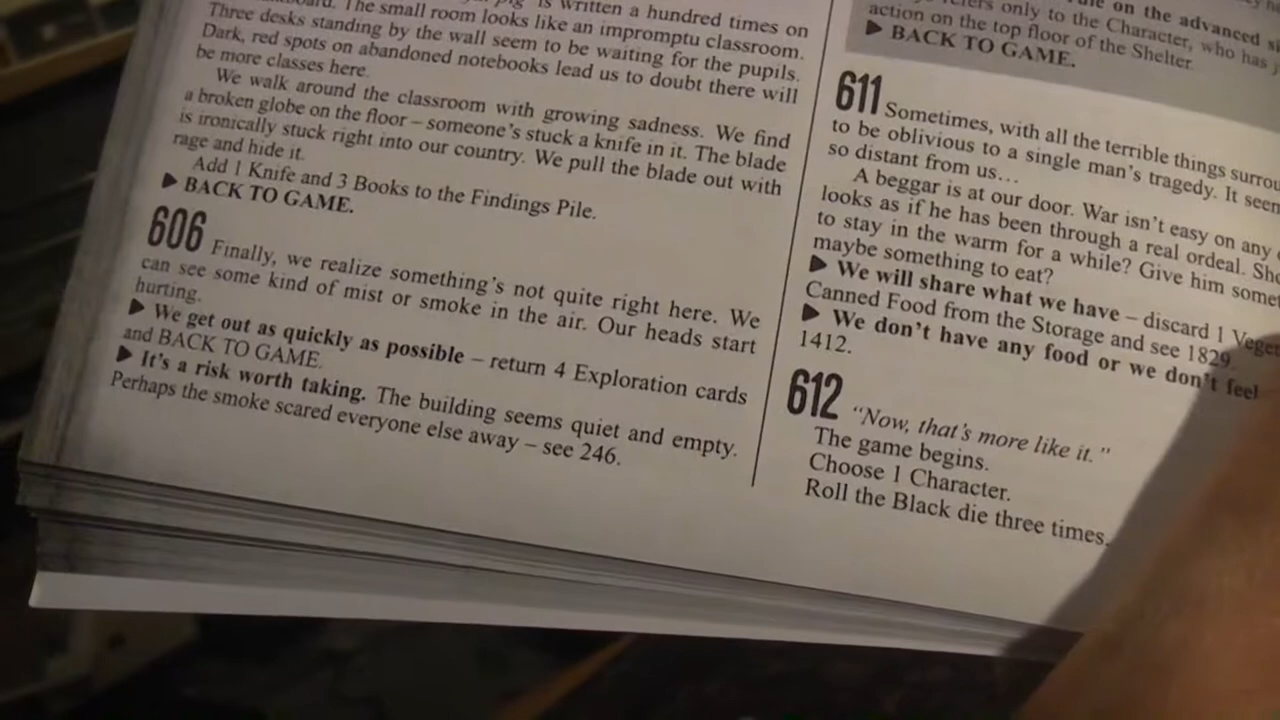 is written a hundred times on
The small room looks like an impromptu classroom.
Three desks standing by the wall seem to be waiting for the pupils.
Dark, red spots on abandoned notebooks lead us to doubt there will
be more classes here.
We walk around the classroom with growing sadness. We find
a broken globe on the floor – someone's stuck a knife in it. The blade
is ironically stuck right into our country. We pull the blade out with
rage and hide it.
Add 1 Knife and 3 Books to the Findings Pile.
▶ BACK TO GAME.
606 Finally, we realize something's not quite right here. We
can see some kind of mist or smoke in the air. Our heads start
hurting.
▶ We get out as quickly as possible – return 4 Exploration cards
and BACK TO GAME.
▶ It's a risk worth taking. The building seems quiet and empty.
Perhaps the smoke scared everyone else away – see 246.
on the advanced
only to the Character, who has
action on the top floor of the Shelter.
▶ BACK TO GAME.
611 Sometimes, with all the terrible things
to be oblivious to a single man's tragedy. It
so distant from us...
A beggar is at our door. War isn't easy on any
looks as if he has been through a real ordeal.
to stay in the warm for a while? Give him
maybe something to eat?
▶ We will share what we have – discard 1
Canned Food from the Storage and see 1829.
▶ We don't have any food or we don't feel
1412.
612 "Now, that's more like it."
The game begins.
Choose 1 Character.
Roll the Black die three times.